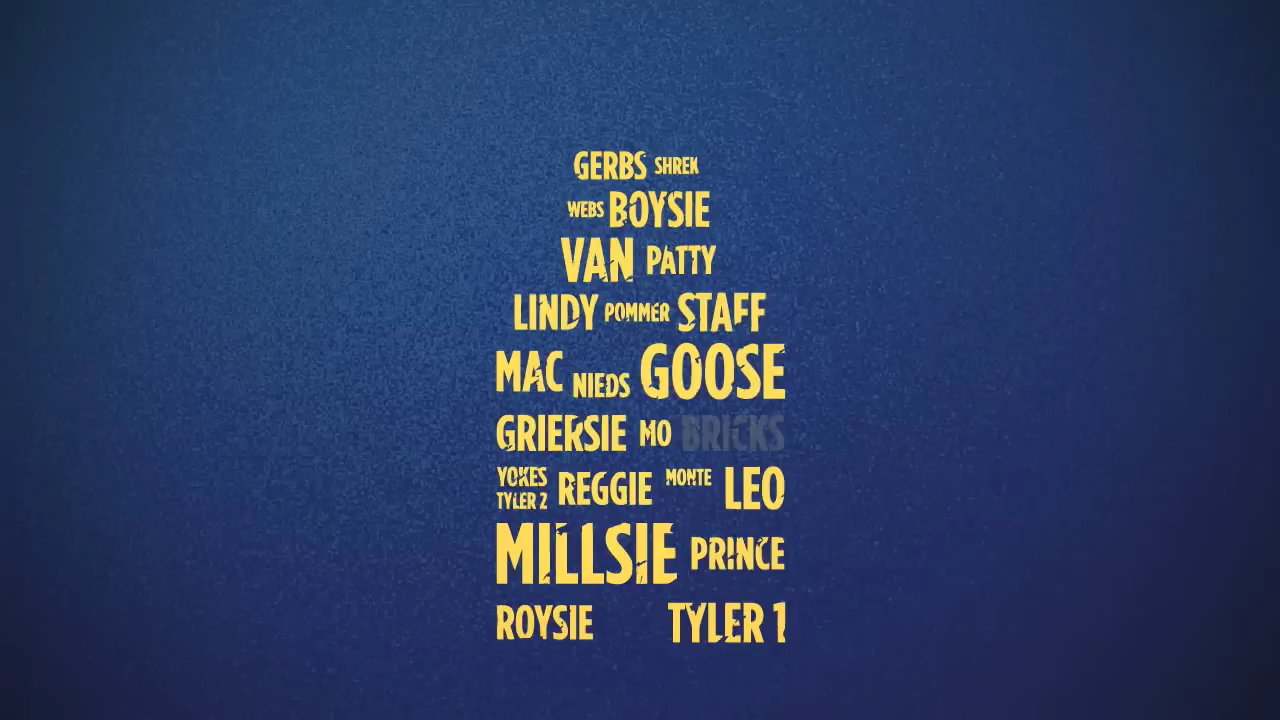 GERBS SHREK
WEBS BOYSIE
VAN PATTY
LINDY POMMER STAFF
MAC NIEDS GOOSE
GRIERSIE MO BRICKS
YOKES REGGIE MONTE LEO
TYLER 2
MILLSIE PRINCE
ROYSIE TYLER 1